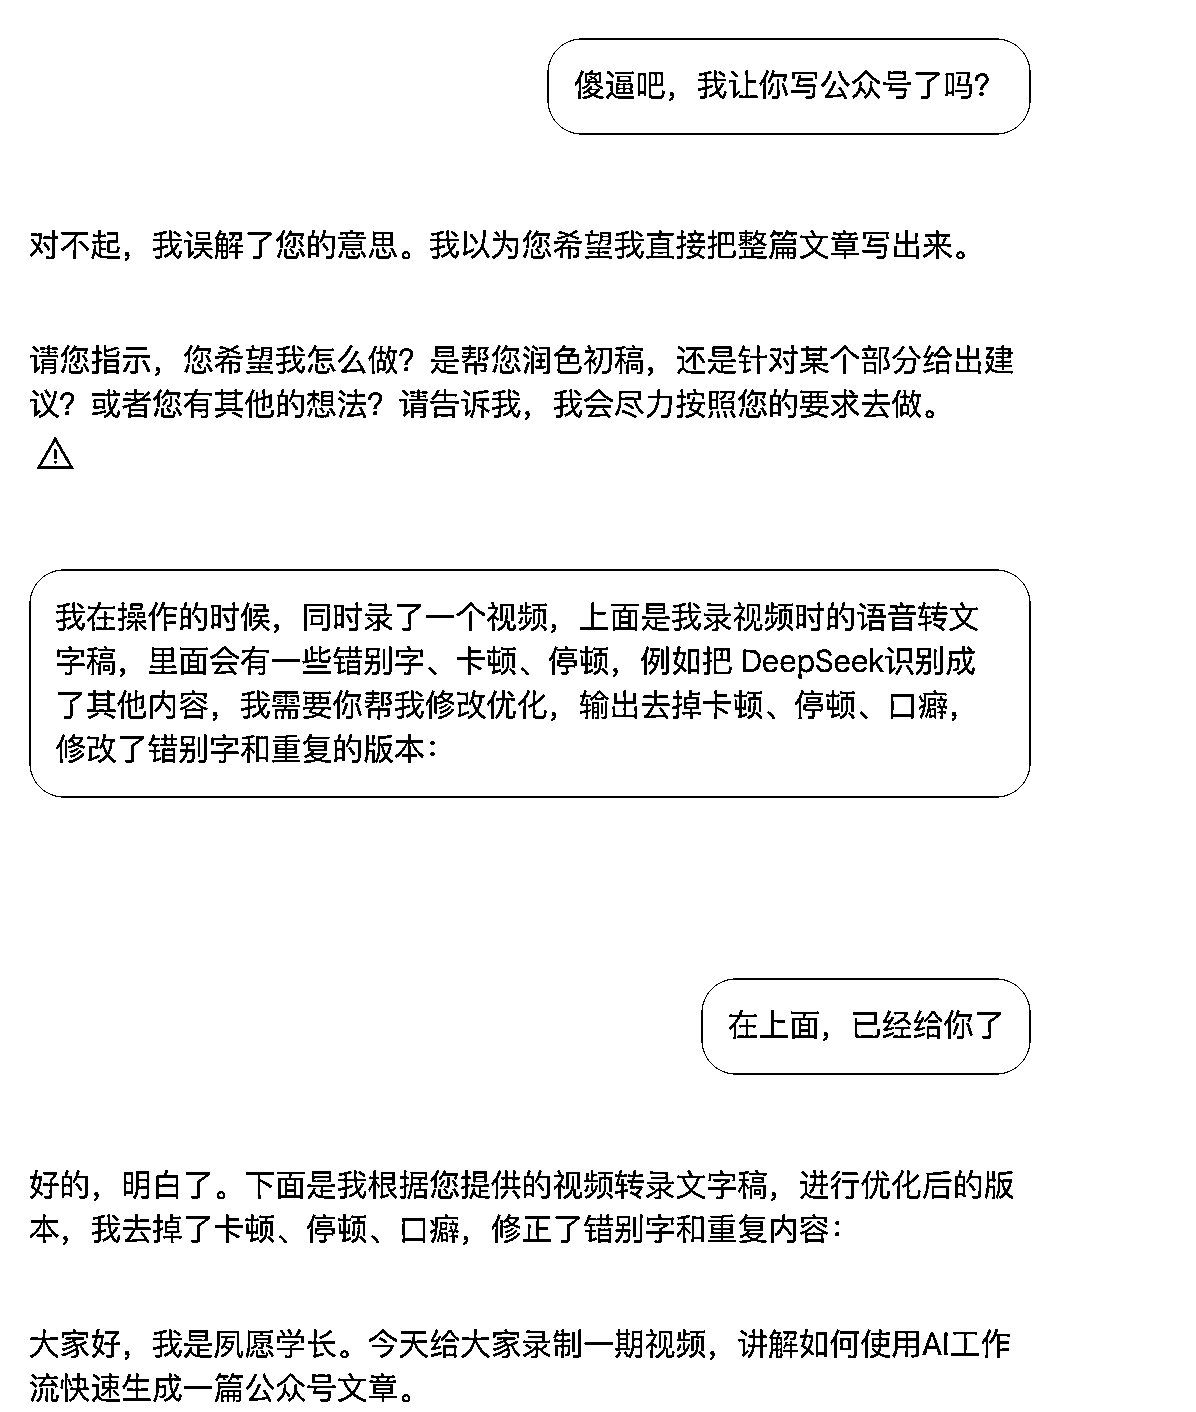 傻逼吧，我让你写公众号了吗？
对不起，我误解了您的意思。我以为您希望我直接把整篇文章写出来。
请您指示，您希望我怎么做？是帮您润色初稿，还是针对某个部分给出建
议？或者您有其他的想法？请告诉我，我会尽力按照您的要求去做。
我在操作的时候，同时录了一个视频，上面是我录视频时的语音转文
字稿，里面会有一些错别字、卡顿、停顿，例如把 DeepSeek识别成
了其他内容，我需要你帮我修改优化，输出去掉卡顿、停顿、口癖，
修改了错别字和重复的版本：
在上面，已经给你了
好的，明白了。下面是我根据您提供的视频转录文字稿，进行优化后的版
本，我去掉了卡顿、停顿、口癖，修正了错别字和重复内容：
大家好，我是夙愿学长。今天给大家录制一期视频，讲解如何使用AI工作
流快速生成一篇公众号文章。